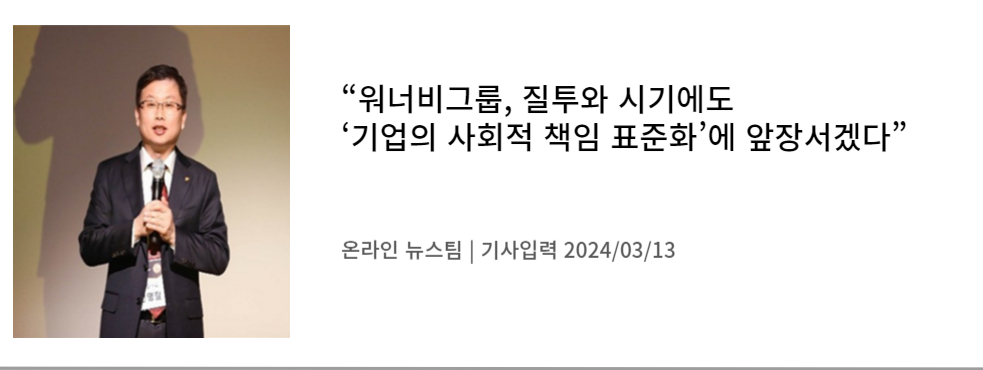 “워너비그룹, 질투와 시기에도
‘기업의 사회적 책임 표준화’에 앞장서겠다”
온라인 뉴스팀 | 기사입력 2024/03/13